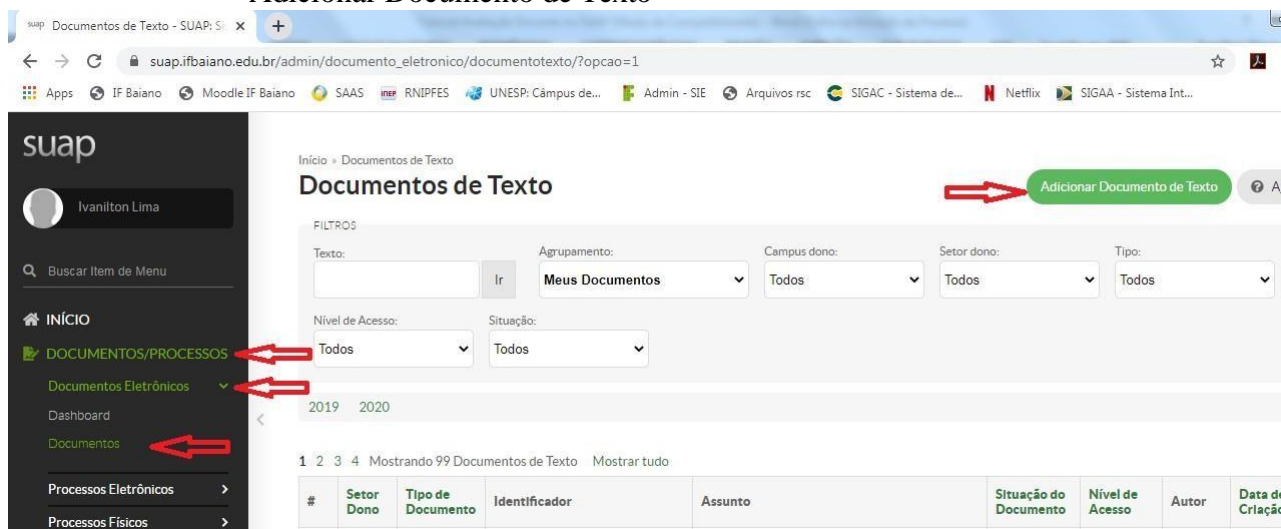 Adicionar Documento de Texto
suap Documentos de Texto - SUAP: S
suap.ifbaiano.edu.br/admin/documento_eletronico/documentotexto/?opcao=1
Apps IF Baiano Moodle IF Baiano SAAS inep RNIPFES UNESP: Câmpus de... Admin - SIE Arquivos rsc SIGAC - Sistema de... Netflix SIGAA - Sistema Int...
suap
Ivanilton Lima
Buscar Item de Menu
INÍCIO
DOCUMENTOS/PROCESSOS
Documentos Eletrônicos
Dashboard
Documentos
Processos Eletrônicos
Processos Físicos
Início » Documentos de Texto
Documentos de Texto
Adicionar Documento de Texto
FILTROS
Texto: Agrupamento: Campus dono: Setor dono: Tipo:
Ir Meus Documentos Todos Todos Todos
Nível de Acesso: Situação:
Todos Todos
2019 2020
1 2 3 4 Mostrando 99 Documentos de Texto Mostrar tudo
# Setor Dono Tipo de Documento Identificador Assunto Situação do Documento Nível de Acesso Autor Data de Criação